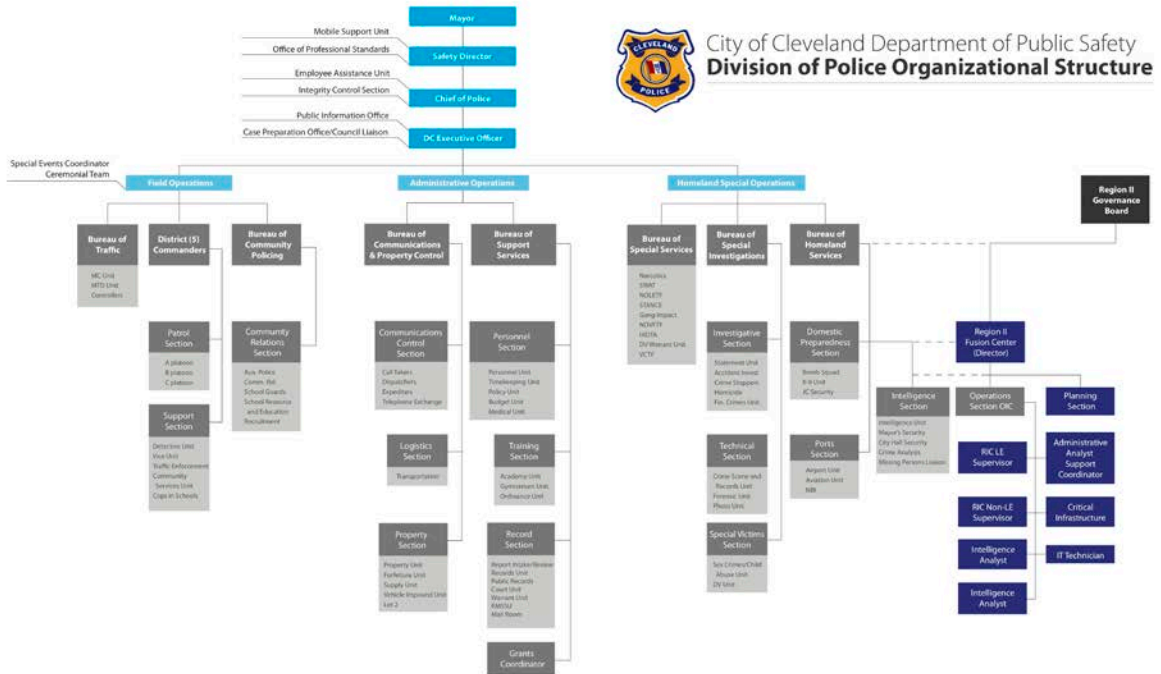 CLEVELAND
POLICE
City of Cleveland Department of Public Safety
Division of Police Organizational Structure
Mayor
Mobile Support Unit
Office of Professional Standards
Safety Director
Employee Assistance Unit
Integrity Control Section
Chief of Police
Public Information Office
Case Preparation Office/Council Liaison
DC Executive Officer
Special Events Coordinator
Ceremonial Team
Field Operations
Administrative Operations
Homeland Special Operations
Region II
Governance
Board
Bureau of
Traffic
MC Unit
MTD Unit
Controllers
District (5)
Commanders
Patrol
Section
A platoon
B platoon
C platoon
Support
Section
Detective Unit
Vice Unit
Traffic Enforcement
Community
Services Unit
Cops in Schools
Bureau of
Community
Policing
Community
Relations
Section
Aux. Police
Comm. Rel.
School Guards
School Resource
and Education
Recruitment
Bureau of
Communications
& Property Control
Communications
Control
Section
Call Takers
Dispatchers
Expediters
Telephone Exchange
Logistics
Section
Transportation
Property
Section
Property Unit
Forfeiture Unit
Supply Unit
Vehicle Impound Unit
Lot 2
Bureau of
Support
Services
Personnel
Section
Personnel Unit
Timekeeping Unit
Policy Unit
Budget Unit
Medical Unit
Training
Section
Academy Unit
Gymnasium Unit
Ordnance Unit
Record
Section
Report Intake/Review
Records Unit
Public Records
Court Unit
Warrant Unit
Mail Room
Grants
Coordinator
Bureau of
Special Services
Narcotics
SWAT
NOLETF
STANCE
Gang Impact
NOVFTF
HIDTA
DV Warrant Unit
VCTF
Bureau of
Special
Investigations
Investigative
Section
Statement Unit
Accident Invest.
Crime Stoppers
Homicide
Fin. Crimes Unit
Technical
Section
Crime Scene and
Records Unit
Forensic Unit
Photo Unit
Special Victims
Section
Sex Crimes/Child
Abuse Unit
DV Unit
Bureau of
Homeland
Services
Domestic
Preparedness
Section
Bomb Squad
K-9 Unit
JC Security
Ports
Section
Airport Unit
Aviation Unit
NBI
Region II
Fusion Center
(Director)
Intelligence
Section
Intelligence Unit
Mayor's Security
City Hall Security
Crime Analysis
Missing Persons Liaison
Operations
Section OIC
RIC LE
Supervisor
RIC Non-LE
Supervisor
Intelligence
Analyst
Intelligence
Analyst
Planning
Section
Administrative
Analyst
Support
Coordinator
Critical
Infrastructure
IT Technician